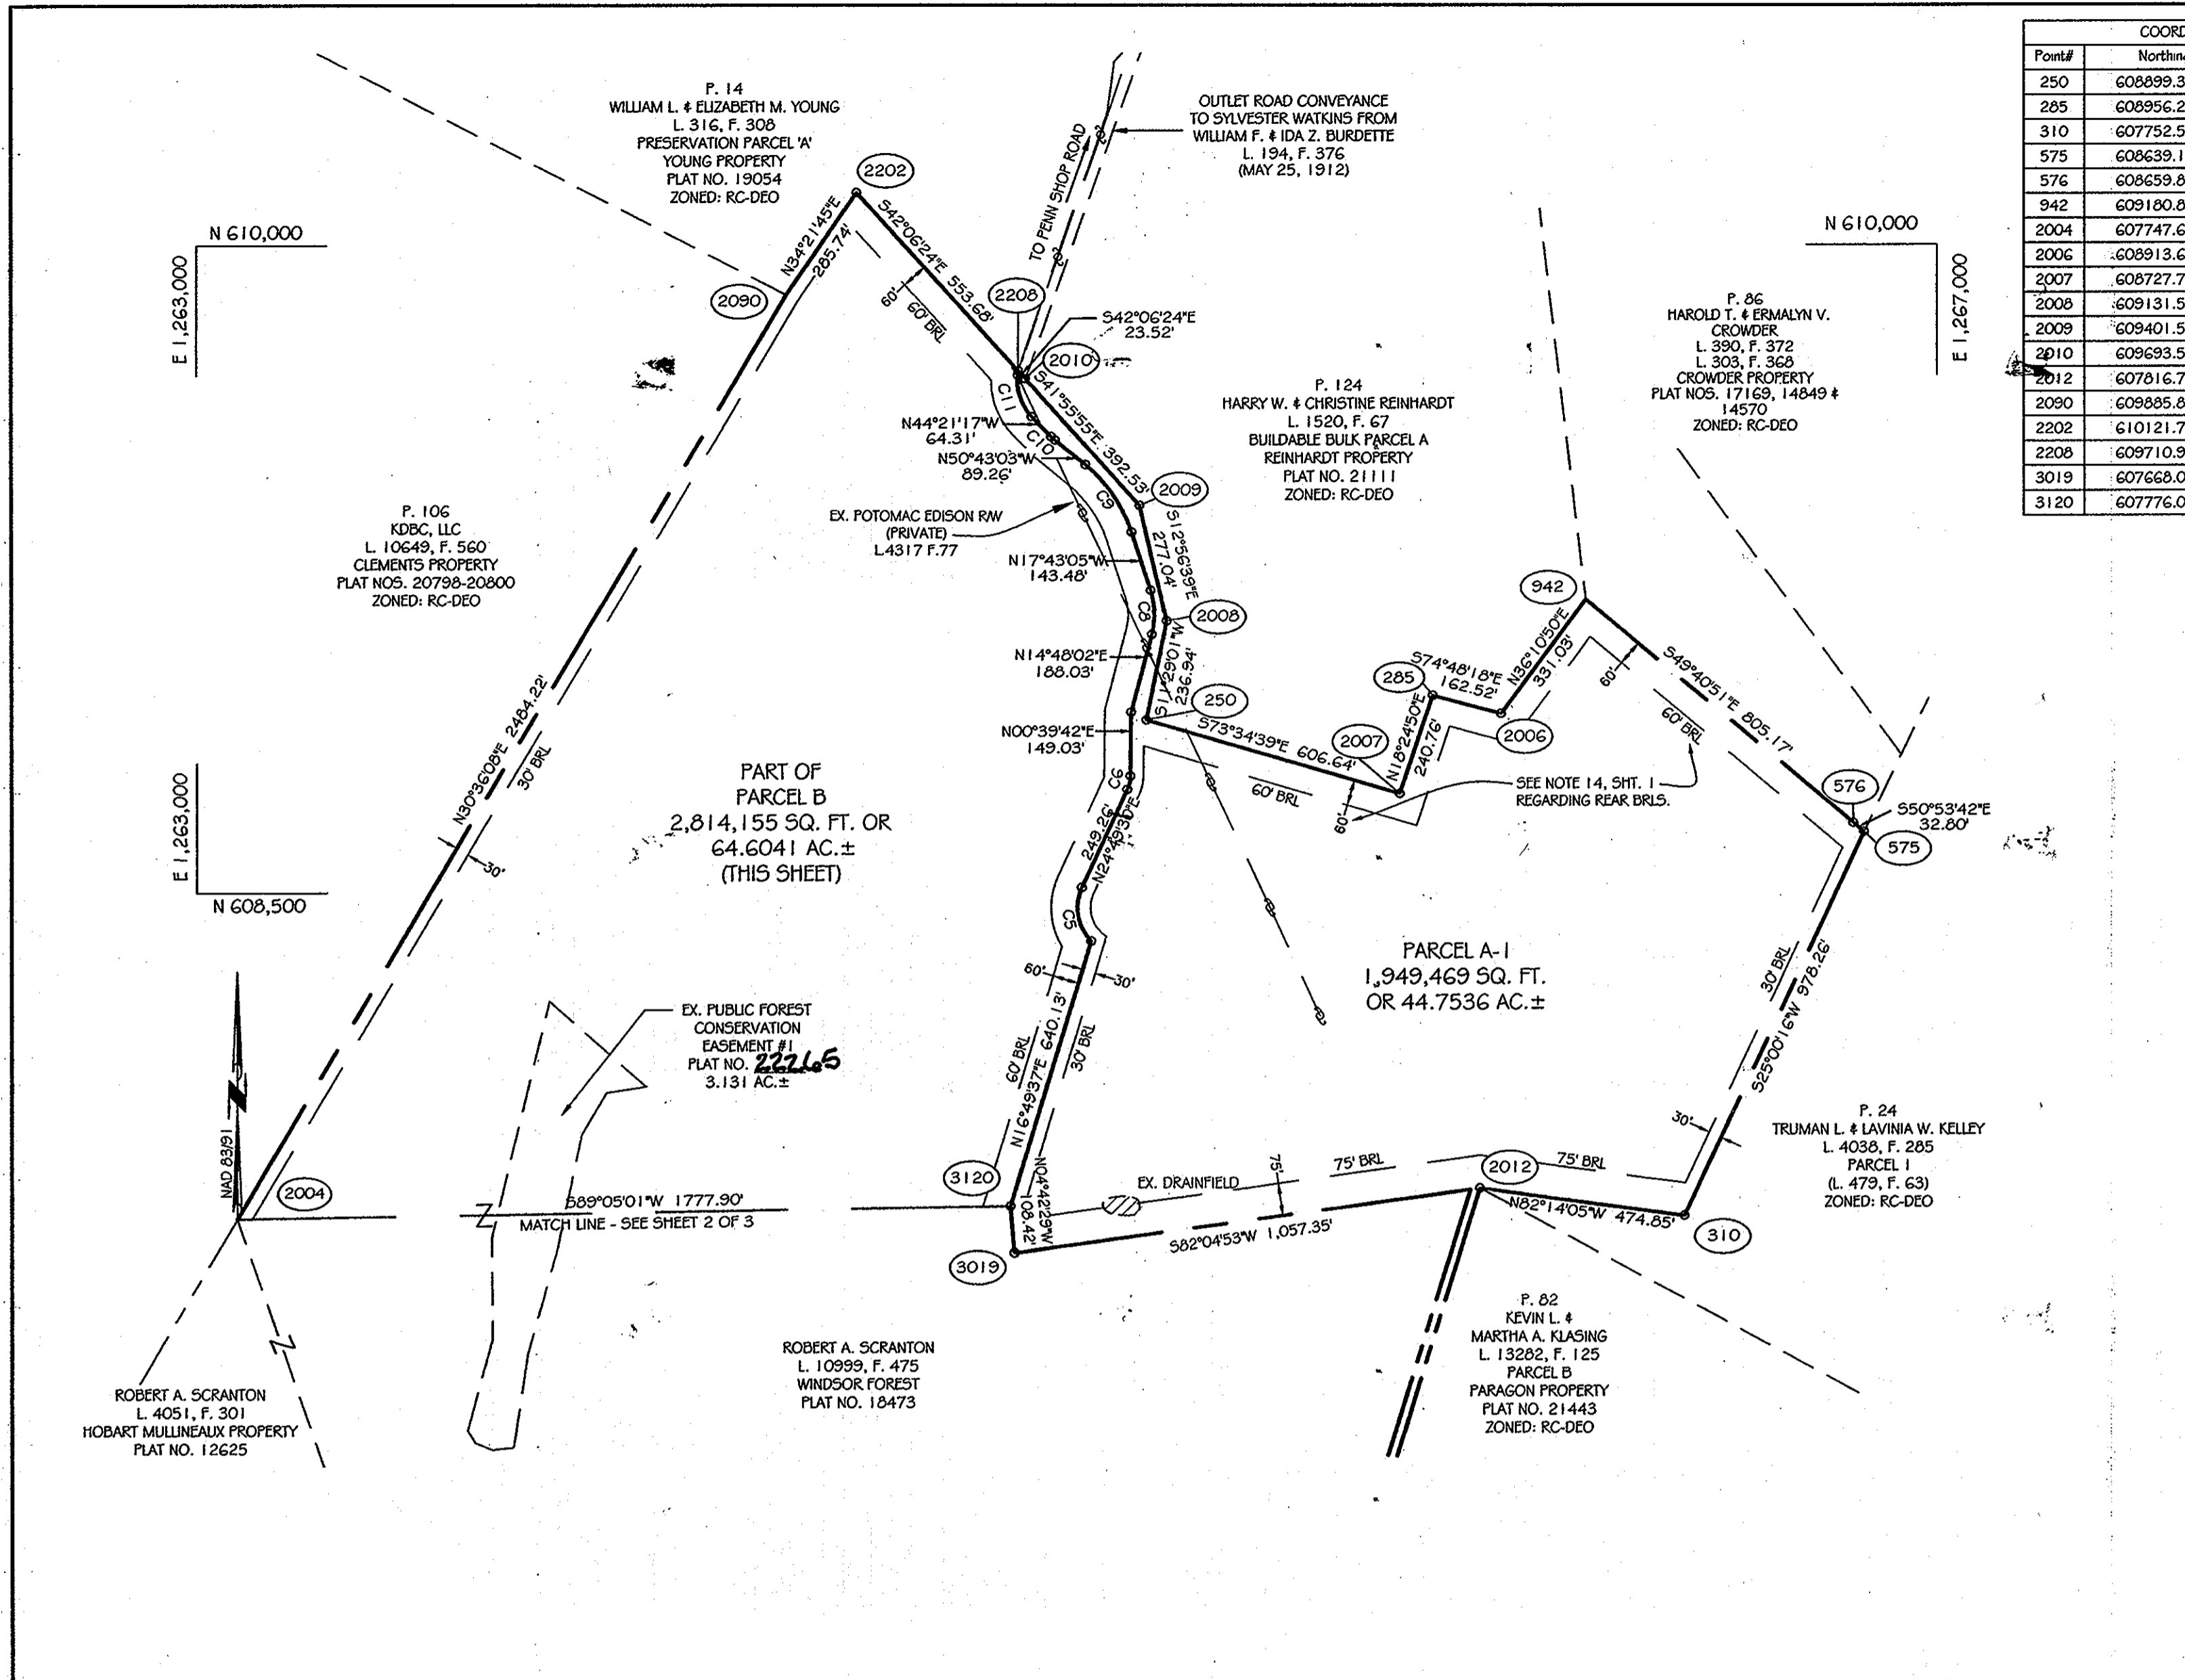 P. 14
WILLIAM L. & ELIZABETH M. YOUNG
L. 316, F. 308
PRESERVATION PARCEL 'A'
YOUNG PROPERTY
PLAT NO. 19054
ZONED: RC-DEO
OUTLET ROAD CONVEYANCE
TO SYLVESTER WATKINS FROM
WILLIAM F. & IDA Z. BURDETTE
L. 194, F. 376
(MAY 25, 1912)
TO PENN SHOP ROAD
N 610,000
E 1,263,000
N 610,000
E 1,267,000
2202
N34°21'45"E
285.74'
2090
S42°06'24"E 553.68'
60'
60' BRL
2208
S42°06'24"E
23.52'
2010
S41°55'55"E 392.53'
C11
N44°21'17"W
64.31'
C10
N50°43'03"W
89.26'
C9
2009
EX. POTOMAC EDISON R/W
(PRIVATE)
L4317 F.77
S12°56'39"E
277.04'
N17°43'05"W
143.48'
C8
2008
N14°48'02"E
188.03'
S11°29'01"W
236.94'
250
N00°39'42"E
149.03'
C6
249.26'
N24°49'30"E
C5
P. 86
HAROLD T. & ERMALYN V.
CROWDER
L. 390, F. 372
L. 303, F. 368
CROWDER PROPERTY
PLAT NOS. 17169, 14849 &
14570
ZONED: RC-DEO
P. 124
HARRY W. & CHRISTINE REINHARDT
L. 1520, F. 67
BUILDABLE BULK PARCEL A
REINHARDT PROPERTY
PLAT NO. 21111
ZONED: RC-DEO
P. 106
KDBC, LLC
L. 10649, F. 560
CLEMENTS PROPERTY
PLAT NOS. 20798-20800
ZONED: RC-DEO
942
N36°10'50"E
331.03'
S74°48'18"E
162.52'
285
2006
2007
N18°24'50"E
240.76'
S73°34'39"E 606.64'
60' BRL
60'
S49°40'51"E 805.17'
60'
60' BRL
SEE NOTE 14, SHT. 1
REGARDING REAR BRLS.
576
S50°53'42"E
32.80'
575
N30°36'08"E 2484.22'
30' BRL
30'
PART OF
PARCEL B
2,814,155 SQ. FT. OR
64.6041 AC.±
(THIS SHEET)
E 1,263,000
N 608,500
PARCEL A-1
1,949,469 SQ. FT.
OR 44.7536 AC.±
60'
30'
60' BRL
N16°49'37"E 640.13'
30' BRL
30' BRL
S25°00'16"W 978.26'
30'
EX. PUBLIC FOREST
CONSERVATION
EASEMENT #1
PLAT NO. 22265
3.131 AC.±
P. 24
TRUMAN L. & LAVINIA W. KELLEY
L. 4038, F. 285
PARCEL 1
(L. 479, F. 63)
ZONED: RC-DEO
NAD 83/91
2004
S89°05'01"W 1777.90'
MATCH LINE - SEE SHEET 2 OF 3
3120
N04°42'29"W
108.42'
3019
EX. DRAINFIELD
75'
75' BRL
2012
75' BRL
S82°04'53"W 1,057.35'
N82°14'05"W 474.85'
310
P. 82
KEVIN L. &
MARTHA A. KLASING
L. 13282, F. 125
PARCEL B
PARAGON PROPERTY
PLAT NO. 21443
ZONED: RC-DEO
ROBERT A. SCRANTON
L. 10999, F. 475
WINDSOR FOREST
PLAT NO. 18473
ROBERT A. SCRANTON
L. 4051, F. 301
HOBART MULLINEAUX PROPERTY
PLAT NO. 12625
COORD
Point# Northin
250 608899.3
285 608956.2
310 607752.5
575 608639.1
576 608659.8
942 609180.8
2004 607747.6
2006 608913.6
2007 608727.7
2008 609131.5
2009 609401.5
2010 609693.5
2012 607816.7
2090 609885.8
2202 610121.7
2208 609710.9
3019 607668.0
3120 607776.0